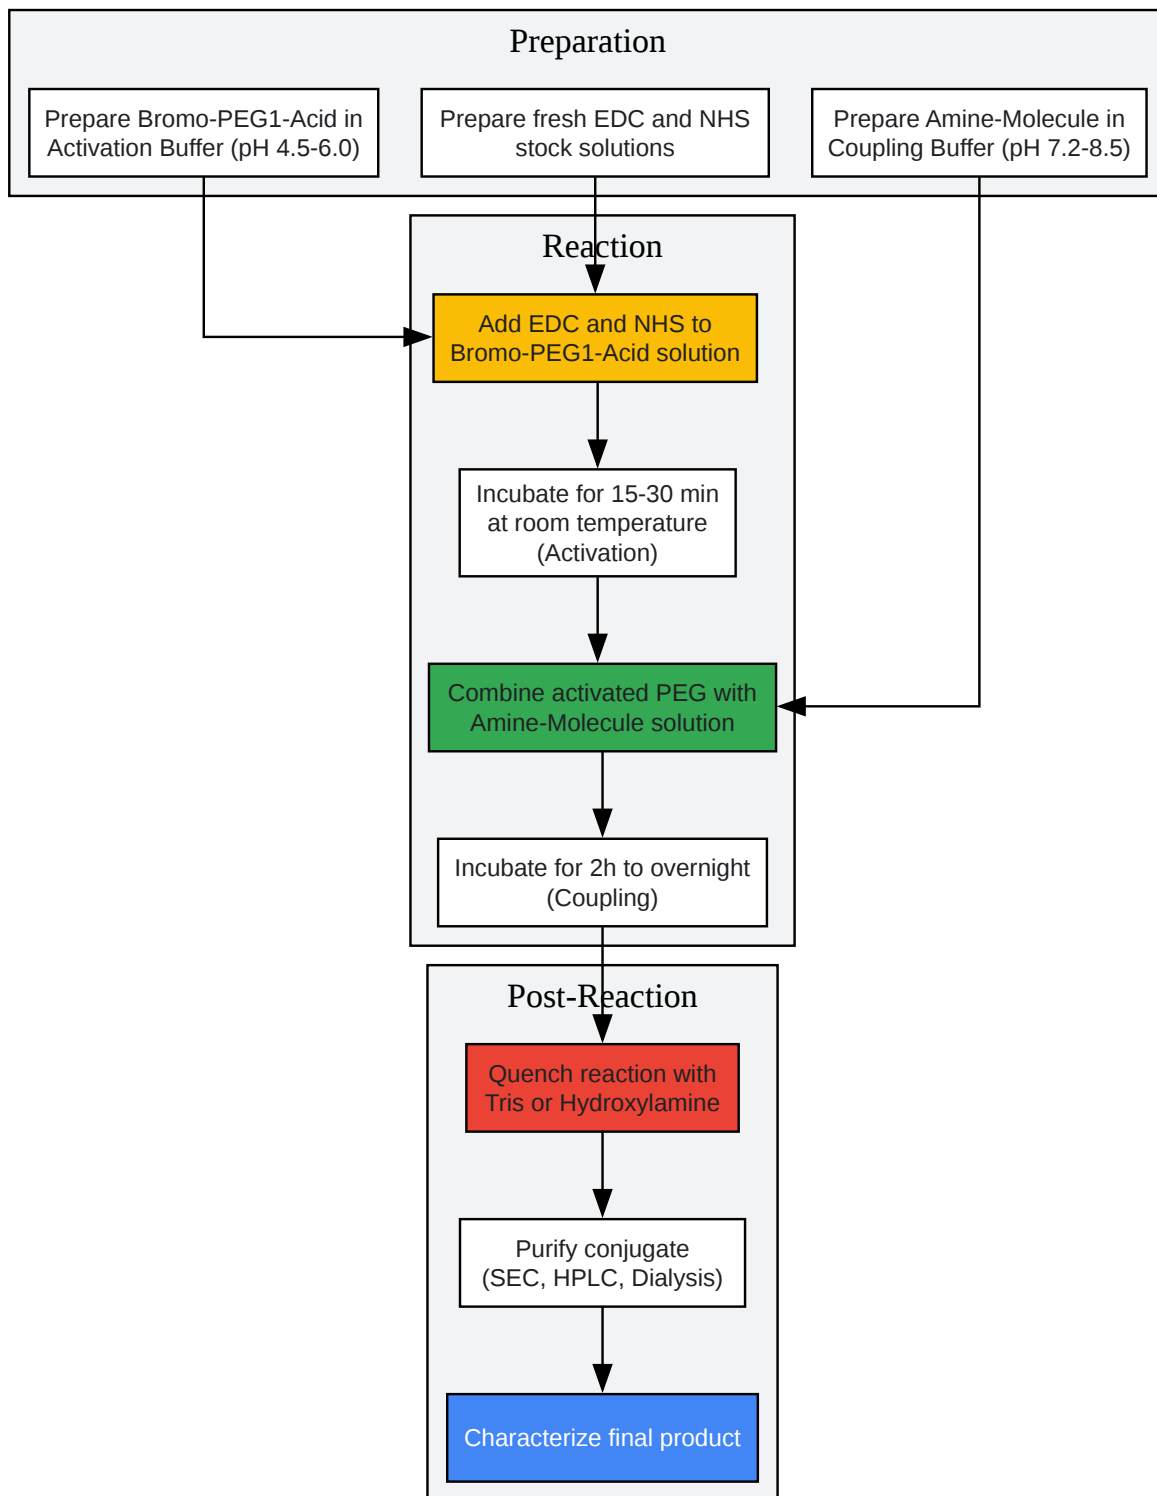 Preparation
Prepare Bromo-PEG1-Acid in
Activation Buffer (pH 4.5-6.0)
Prepare fresh EDC and NHS
stock solutions
Prepare Amine-Molecule in
Coupling Buffer (pH 7.2-8.5)
Reaction
Add EDC and NHS to
Bromo-PEG1-Acid solution
Incubate for 15-30 min
at room temperature
(Activation)
Combine activated PEG with
Amine-Molecule solution
Incubate for 2h to overnight
(Coupling)
Post-Reaction
Quench reaction with
Tris or Hydroxylamine
Purify conjugate
(SEC, HPLC, Dialysis)
Characterize final product